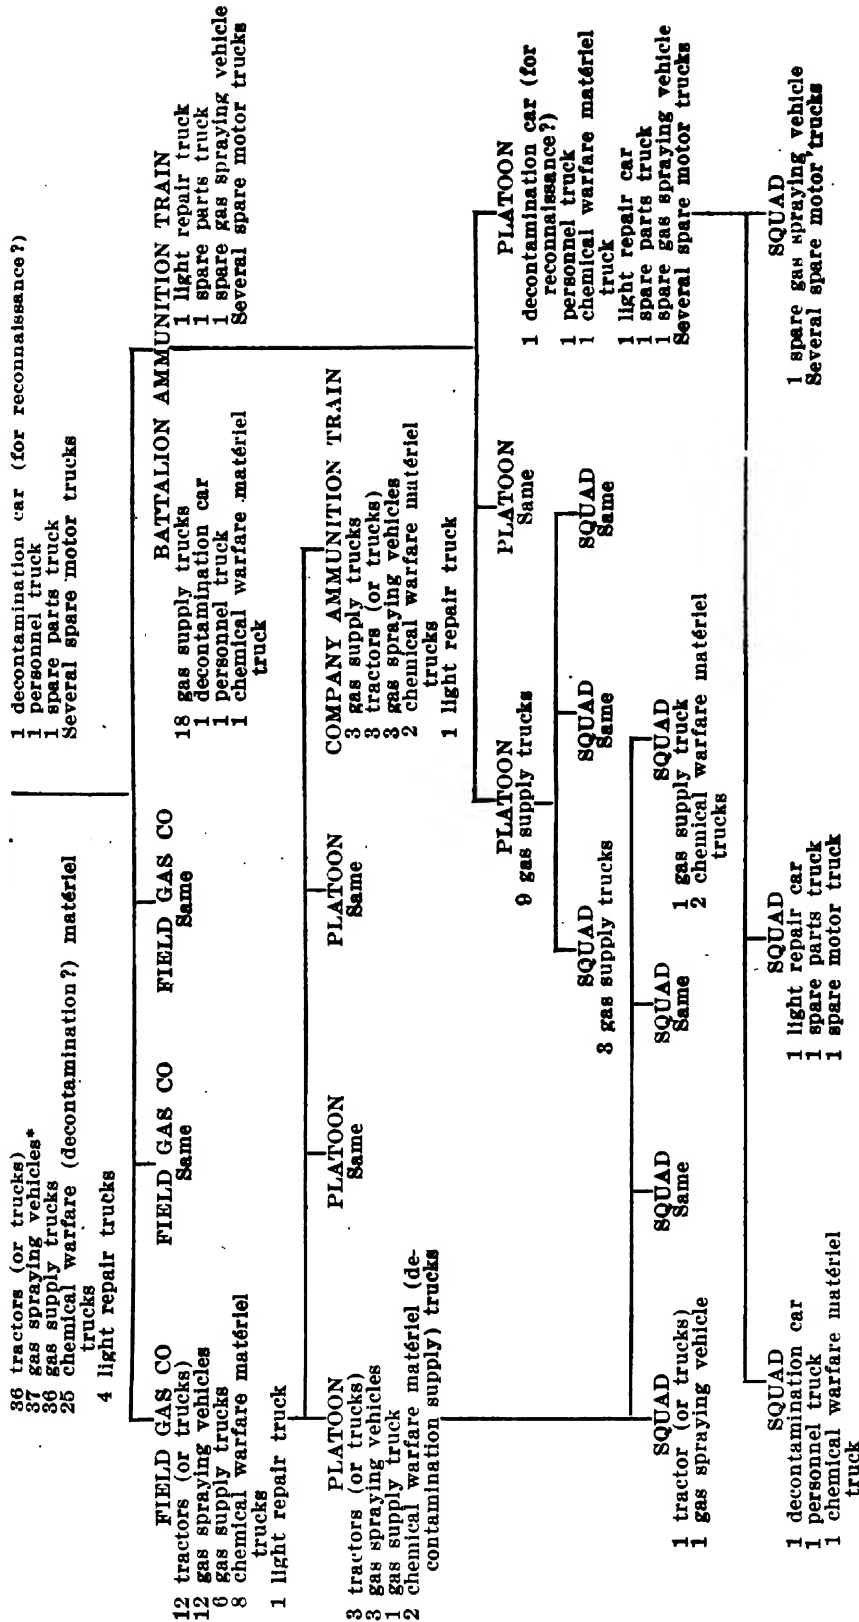 36 tractors (or trucks)
37 gas spraying vehicles*
36 gas supply trucks
25 chemical warfare (decontamination?) matériel
trucks
4 light repair trucks
1 decontamination car (for reconnaissance?)
1 personnel truck
1 spare parts truck
Several spare motor trucks
FIELD GAS CO
12 tractors (or trucks)
12 gas spraying vehicles
6 gas supply trucks
8 chemical warfare matériel
trucks
1 light repair truck
FIELD GAS CO
Same
FIELD GAS CO
Same
BATTALION AMMUNITION TRAIN
18 gas supply trucks
1 decontamination car
1 personnel truck
1 chemical warfare matériel
truck
1 light repair truck
1 spare parts truck
1 spare gas spraying vehicle
Several spare motor trucks
PLATOON
3 tractors (or trucks)
3 gas spraying vehicles
1 gas supply truck
2 chemical warfare matériel (de-
contamination supply) trucks
PLATOON
Same
PLATOON
Same
COMPANY AMMUNITION TRAIN
3 gas supply trucks
3 tractors (or trucks)
3 gas spraying vehicles
2 chemical warfare matériel
trucks
1 light repair truck
PLATOON
9 gas supply trucks
PLATOON
Same
PLATOON
1 decontamination car (for
reconnaissance?)
1 personnel truck
1 chemical warfare matériel
truck
1 light repair car
1 spare parts truck
1 spare gas spraying vehicle
Several spare motor trucks
SQUAD
3 gas supply trucks
SQUAD
Same
SQUAD
Same
SQUAD
1 tractor (or trucks)
1 gas spraying vehicle
SQUAD
Same
SQUAD
Same
SQUAD
1 gas supply truck
2 chemical warfare matériel
trucks
SQUAD
1 decontamination car
1 personnel truck
1 chemical warfare matériel
truck
SQUAD
1 light repair car
1 spare parts truck
1 spare motor truck
SQUAD
1 spare gas spraying vehicle
Several spare motor trucks